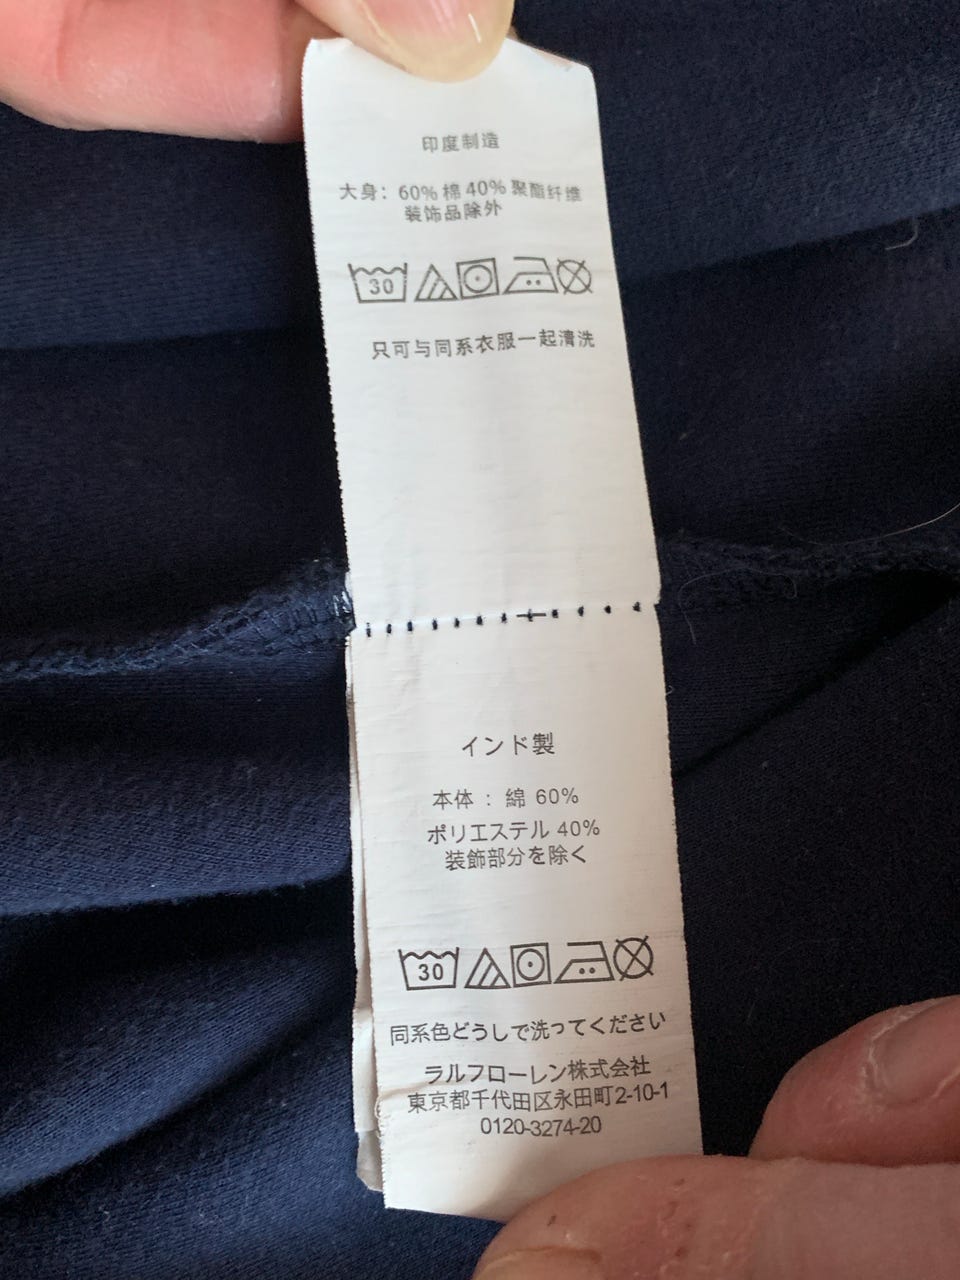 印度制造
大身: 60% 棉 40% 聚酯纤维
装饰品除外
30
只可与同系衣服一起清洗
インド製
本体 : 綿 60%
ポリエステル 40%
装飾部分を除く
30
同系色どうしで洗ってください
ラルフローレン株式会社
東京都千代田区永田町2-10-1
0120-3274-20